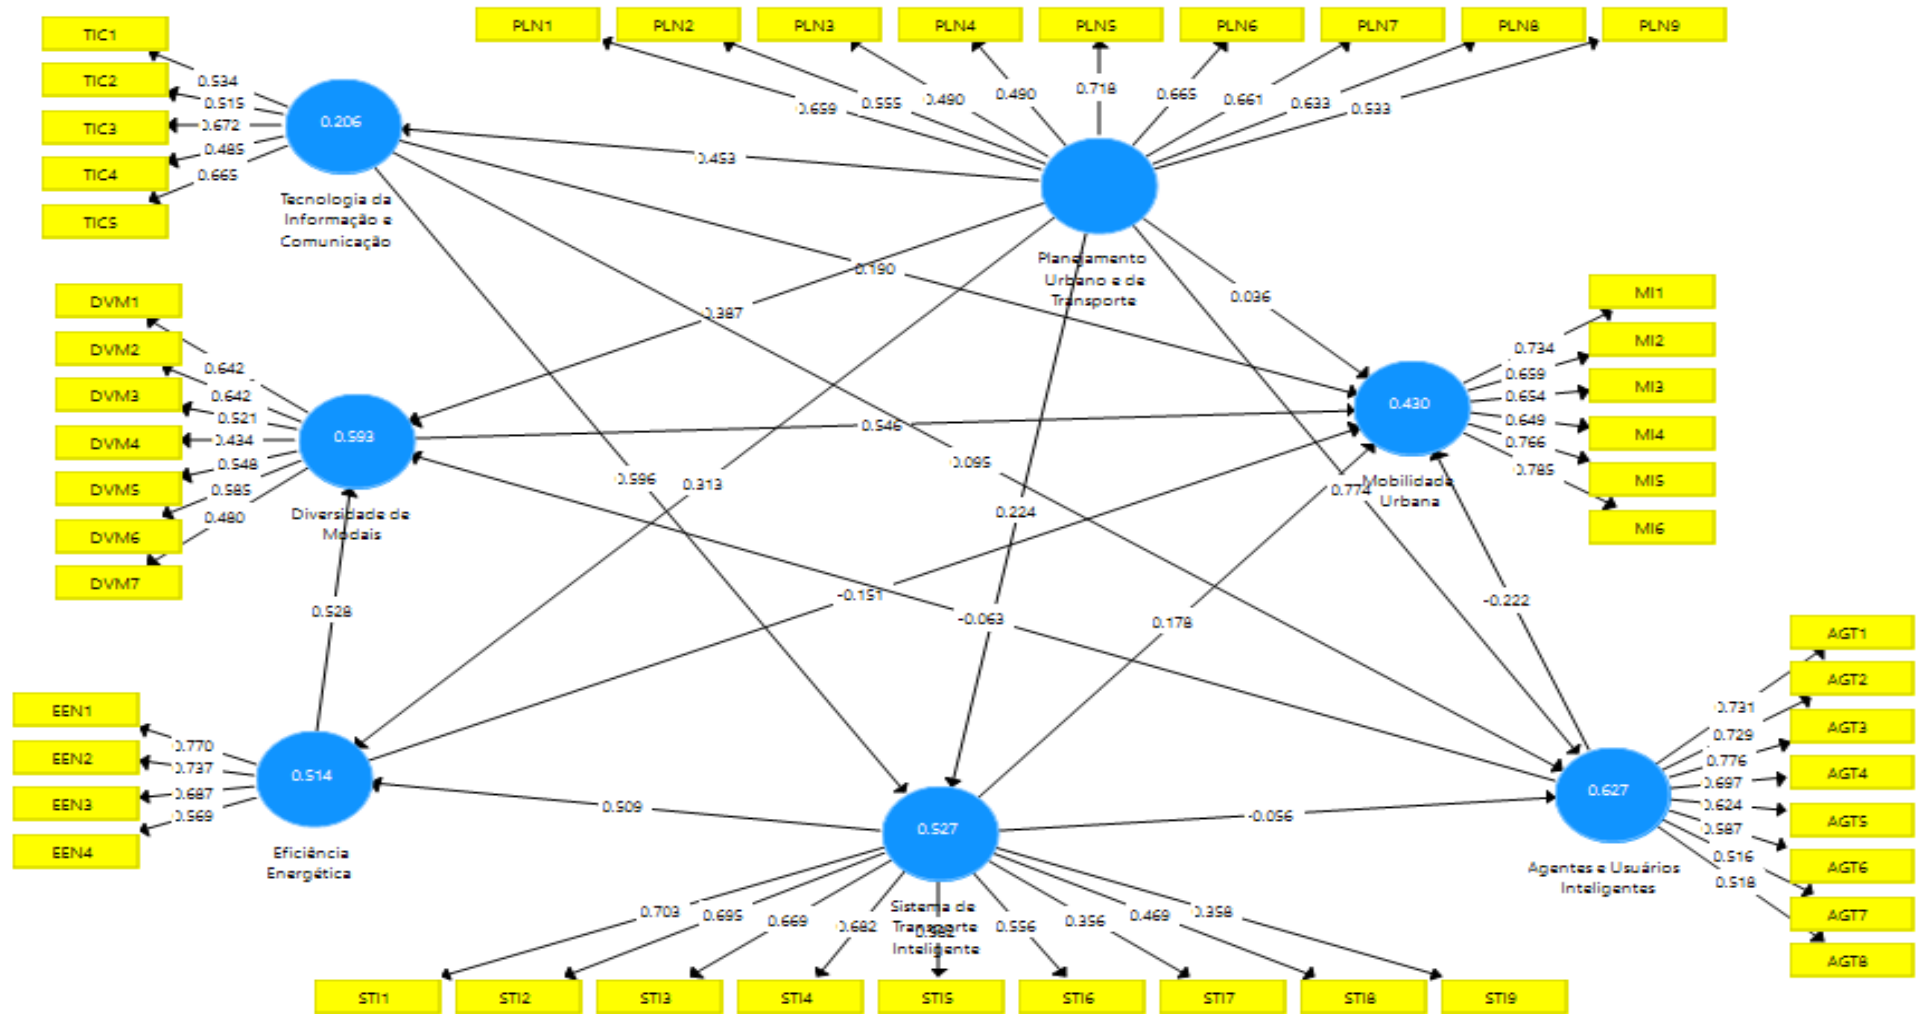 PLN1
PLN2
PLN3
PLN4
PLN5
PLN6
PLN7
PLN8
PLN9
TIC1
TIC2
TIC3
TIC4
TIC5
0.534
0.515
0.672
0.485
0.665
0.206
Tecnologia da
Informação e
Comunicação
0.659
0.555
0.490
0.490
0.718
0.665
0.661
0.633
0.533
0.453
Planejamento
Urbano e de
Transporte
0.190
0.387
0.036
DVM1
DVM2
DVM3
DVM4
DVM5
DVM6
DVM7
0.642
0.642
0.521
0.434
0.548
0.585
0.480
0.593
Diversidade de
Modais
0.546
0.095
0.596
0.313
0.224
0.774
0.430
Mobilidade
Urbana
MI1
MI2
MI3
MI4
MI5
MI6
0.734
0.659
0.654
0.649
0.766
0.785
0.528
-0.151
-0.063
0.178
-0.222
EEN1
EEN2
EEN3
EEN4
0.770
0.737
0.687
0.569
0.514
Eficiência
Energética
0.509
0.527
Sistema de
Transporte
Inteligente
-0.056
0.627
Agentes e Usuários
Inteligentes
AGT1
AGT2
AGT3
AGT4
AGT5
AGT6
AGT7
AGT8
0.731
0.729
0.776
0.697
0.624
0.587
0.516
0.518
0.703
0.695
0.669
0.682
0.556
0.356
0.469
0.358
STI1
STI2
STI3
STI4
STI5
STI6
STI7
STI8
STI9